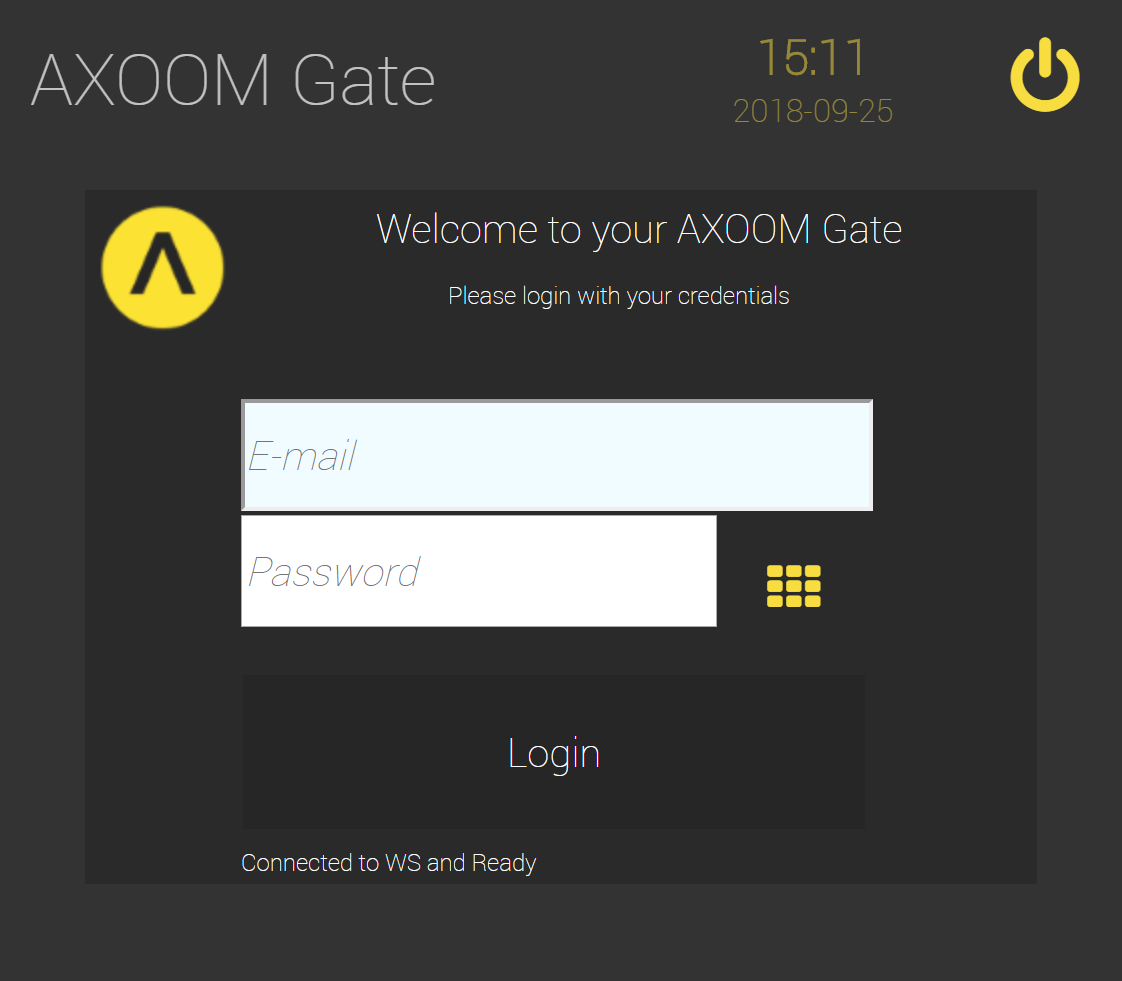 AXOOM Gate
15:11
2018-09-25
Welcome to your AXOOM Gate
Please login with your credentials
E-mail
Password
Login
Connected to WS and Ready